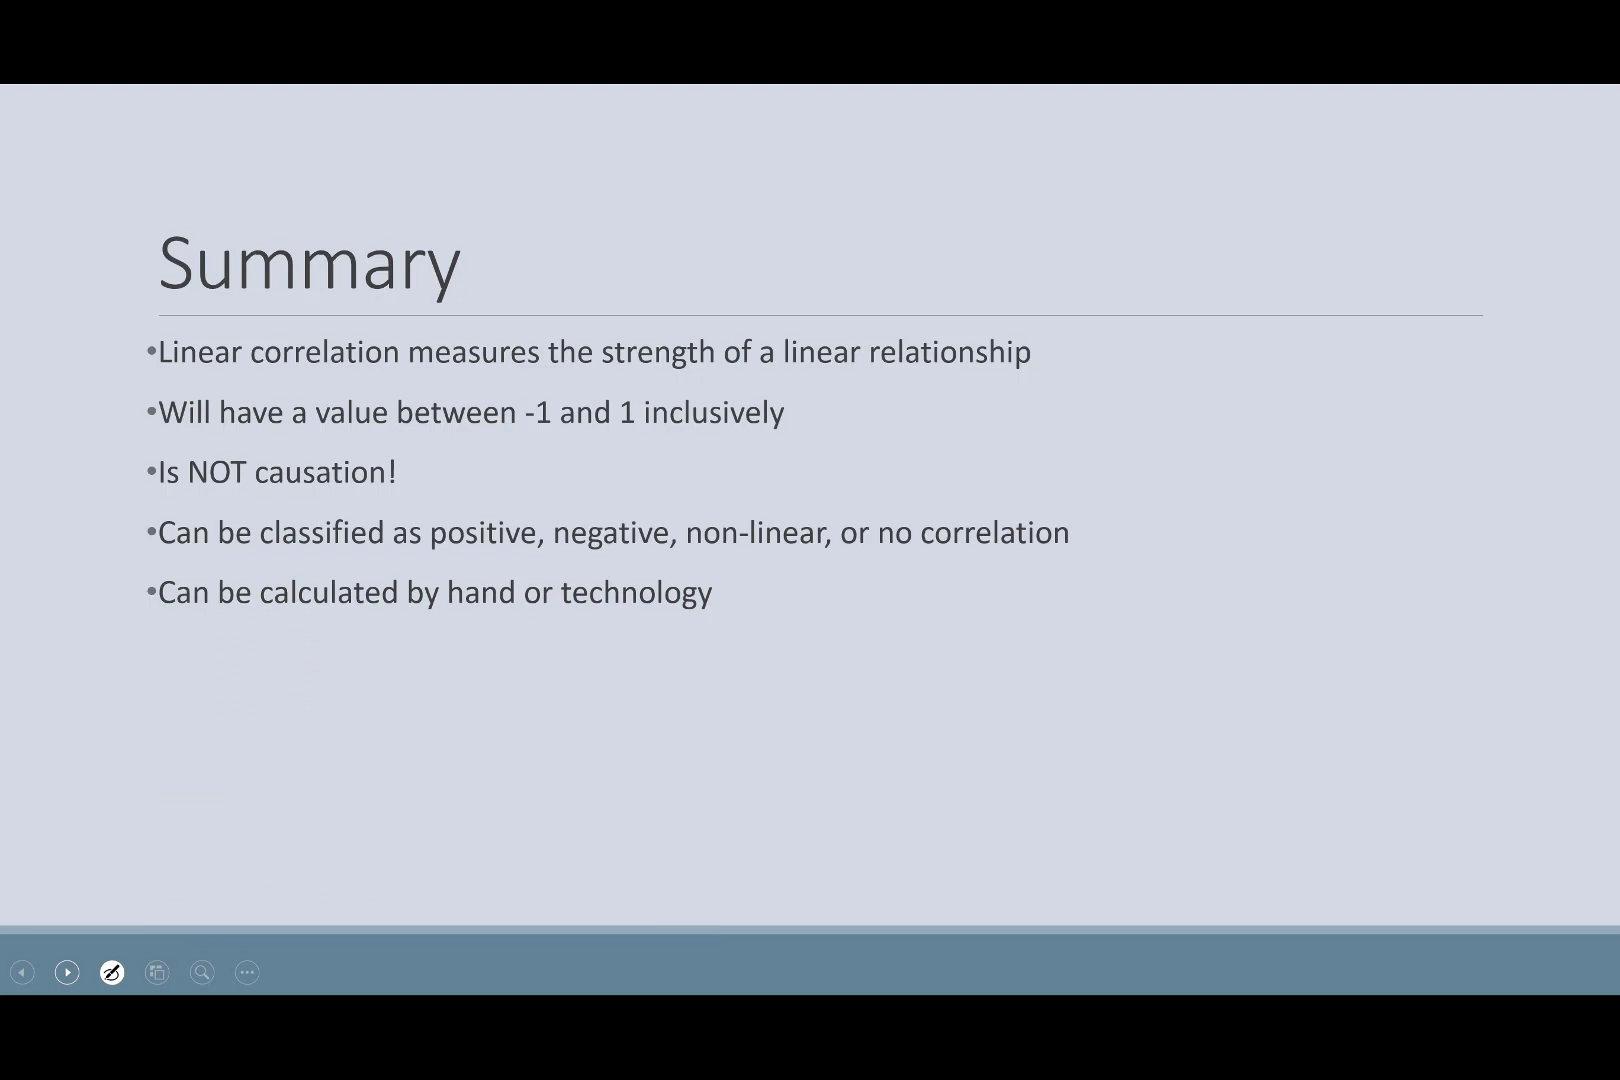 Summary
•Linear correlation measures the strength of a linear relationship
•Will have a value between -1 and 1 inclusively
•Is NOT causation!
•Can be classified as positive, negative, non-linear, or no correlation
•Can be calculated by hand or technology